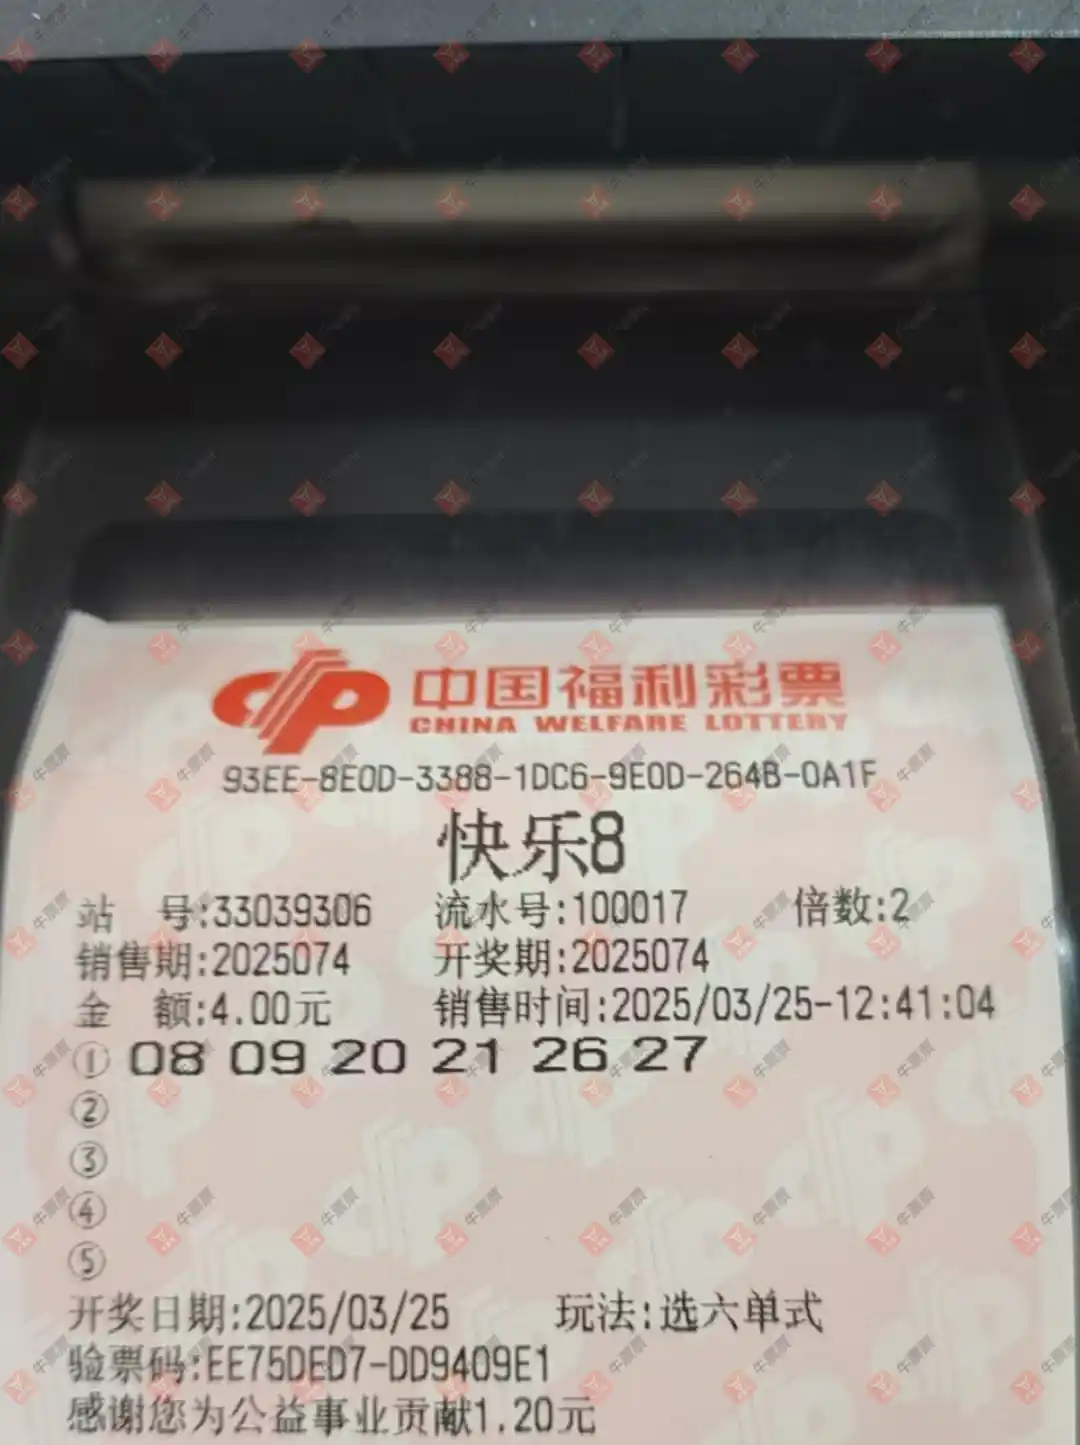 中国福利彩票
CHINA WELFARE LOTTERY
93EE-8E0D-3388-1DC6-9E0D-264B-0A1F
快乐8
站 号:33039306 流水号:100017 倍数:2
销售期:2025074 开奖期:2025074
金 额:4.00元 销售时间:2025/03/25-12:41:04
① 08 09 20 21 26 27
②
③
④
⑤
开奖日期:2025/03/25 玩法:选六单式
验票码:EE75DED7-DD9409E1
感谢您为公益事业贡献1.20元
牛票票